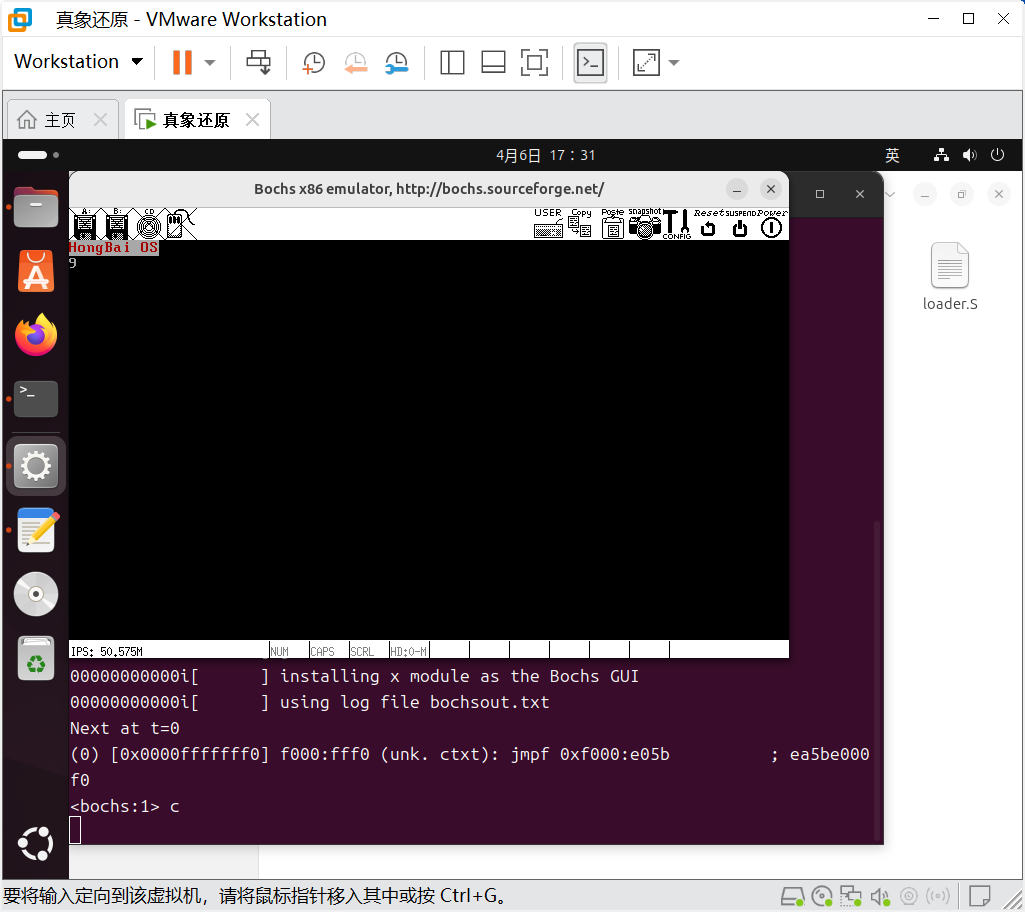 真象还原 - VMware Workstation
Workstation
主页
真象还原
4月6日 17：31
英
Bochs x86 emulator, http://bochs.sourceforge.net/
A: B: CD USER Copy Paste snapshot CONFIG Reset SUSPEND Power
HongBai OS
9
loader.S
IPS: 50.575M NUM CAPS SCRL HD:0-M
00000000000i[      ] installing x module as the Bochs GUI
00000000000i[      ] using log file bochsout.txt
Next at t=0
(0) [0x0000fffffff0] f000:fff0 (unk. ctxt): jmpf 0xf000:e05b          ; ea5be000
f0
<bochs:1> c
要将输入定向到该虚拟机，请将鼠标指针移入其中或按 Ctrl+G。